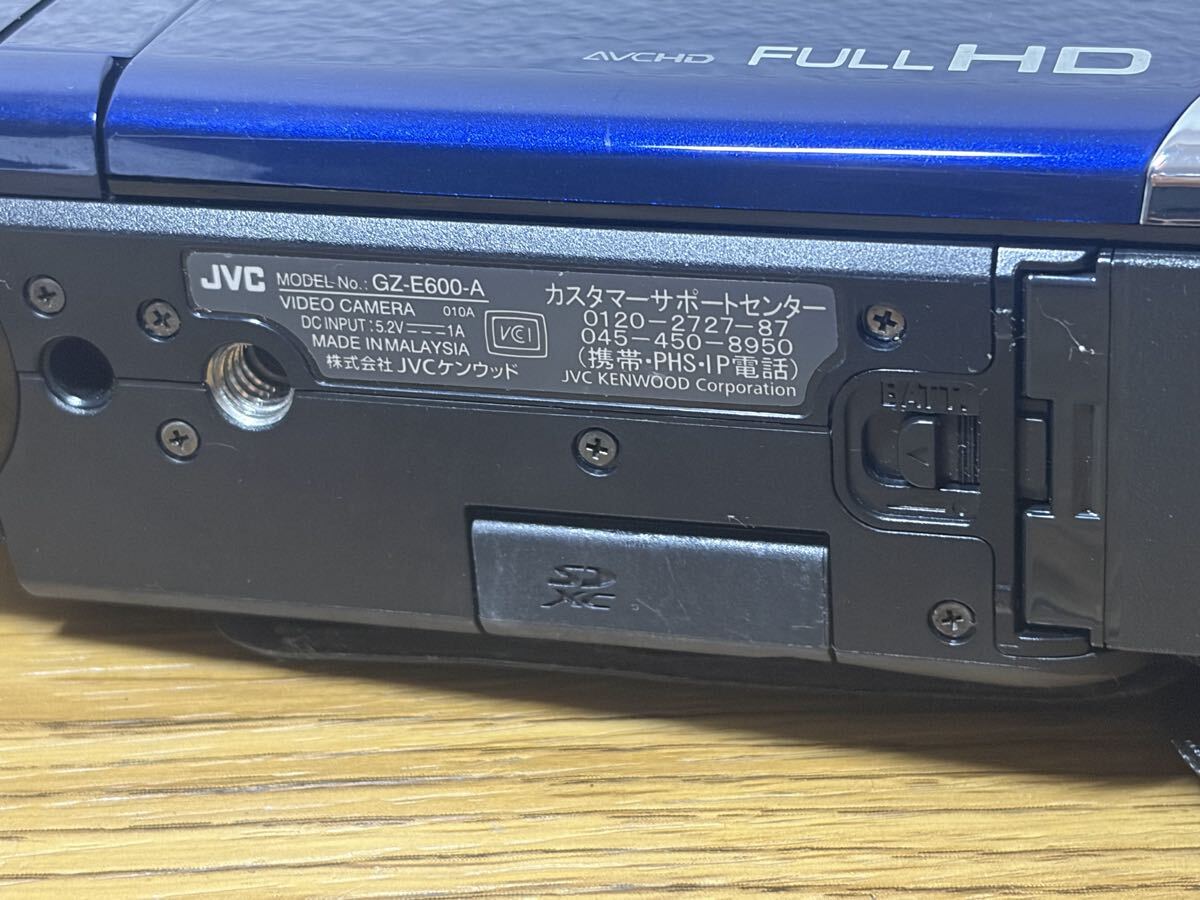 AVCHD FULL HD
JVC MODEL-No.: GZ-E600-A
VIDEO CAMERA 010A
DC INPUT : 5.2V⎓1A
MADE IN MALAYSIA
株式会社 JVCケンウッド
VCI
カスタマーサポートセンター
0120-2727-87
045-450-8950
(携帯・PHS・IP電話)
JVC KENWOOD Corporation
BATT.
SD
XC